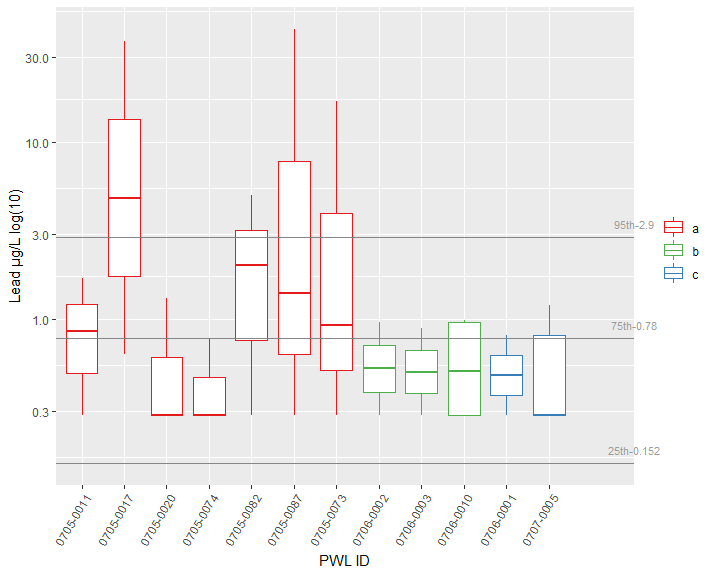 Lead µg/L log(10)
30.0
10.0
3.0
1.0
0.3
95th-2.9
75th-0.78
25th-0.152
a
b
c
0705-0011
0705-0017
0705-0020
0705-0074
0705-0082
0705-0087
0705-0073
0706-0002
0706-0003
0706-0010
0706-0001
0707-0005
PWL ID